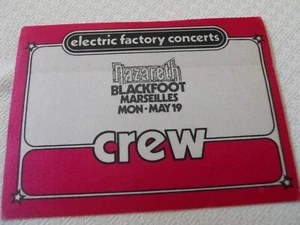 electric factory concerts
Nazareth
BLACKFOOT
MARSEILLES
MON • MAY 19
crew